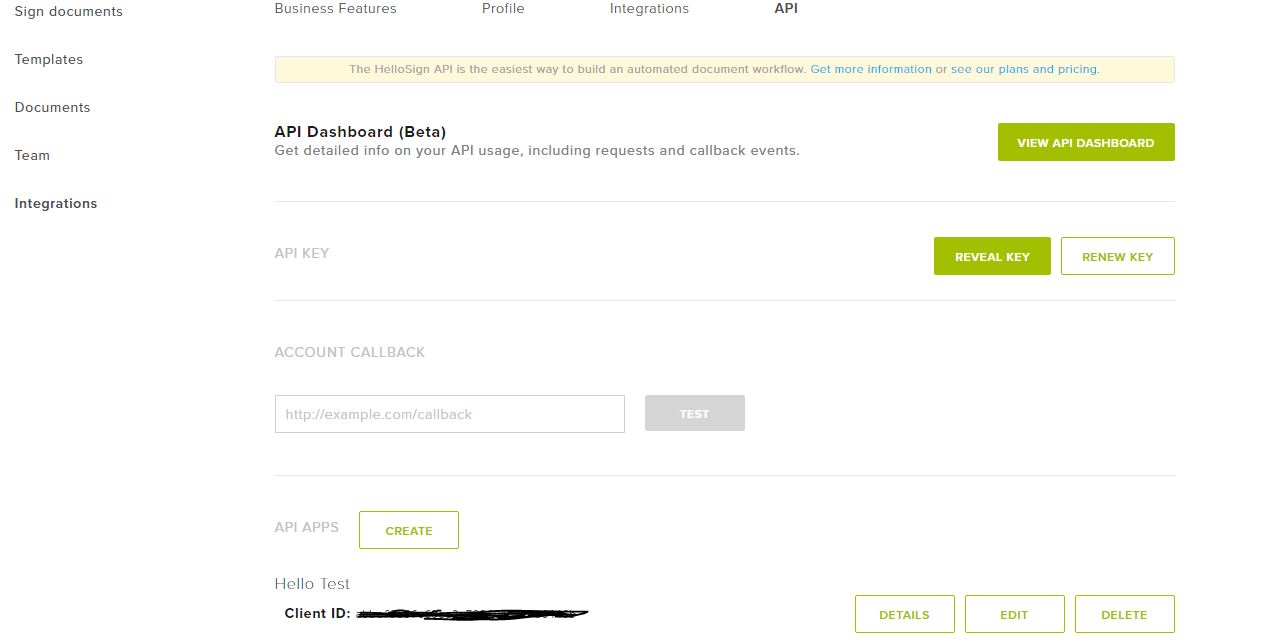 Sign documents
Business Features
Profile
Integrations
API
Templates
The HelloSign API is the easiest way to build an automated document workflow. Get more information or see our plans and pricing.
Documents
API Dashboard (Beta)
Get detailed info on your API usage, including requests and callback events.
VIEW API DASHBOARD
Team
Integrations
API KEY
REVEAL KEY
RENEW KEY
ACCOUNT CALLBACK
http://example.com/callback
TEST
API APPS
CREATE
Hello Test
Client ID:
DETAILS
EDIT
DELETE